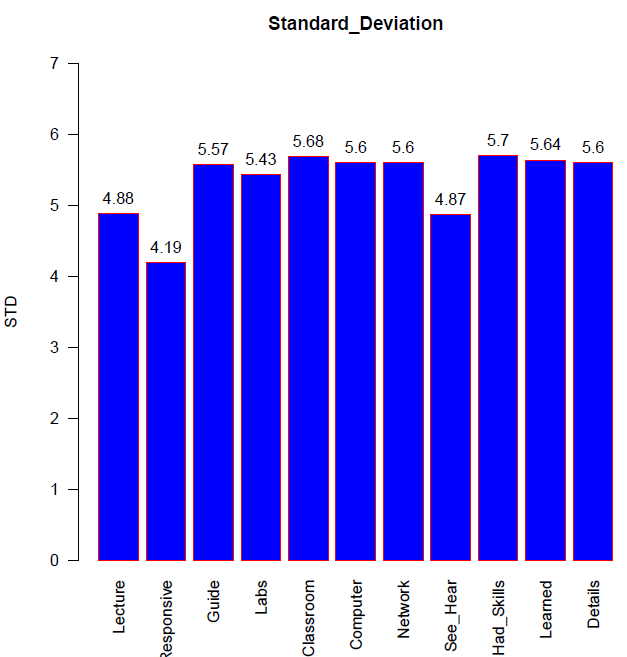 Standard_Deviation
STD
7
6
5
4
3
2
1
0
4.88
4.19
5.57
5.43
5.68
5.6
5.6
4.87
5.7
5.64
5.6
Lecture
Responsive
Guide
Labs
Classroom
Computer
Network
See_Hear
Had_Skills
Learned
Details